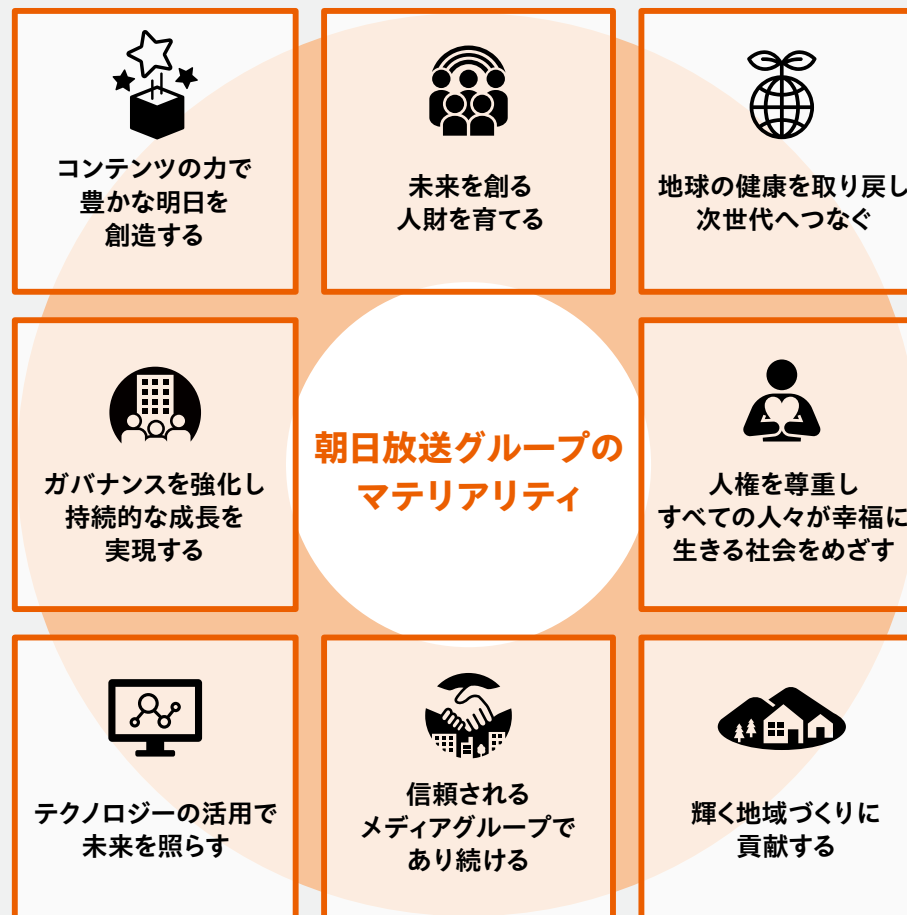 コンテンツの力で
豊かな明日を
創造する
未来を創る
人財を育てる
地球の健康を取り戻し
次世代へつなぐ
ガバナンスを強化し
持続的な成長を
実現する
朝日放送グループの
マテリアリティ
人権を尊重し
すべての人々が幸福に
生きる社会をめざす
テクノロジーの活用で
未来を照らす
信頼される
メディアグループで
あり続ける
輝く地域づくりに
貢献する